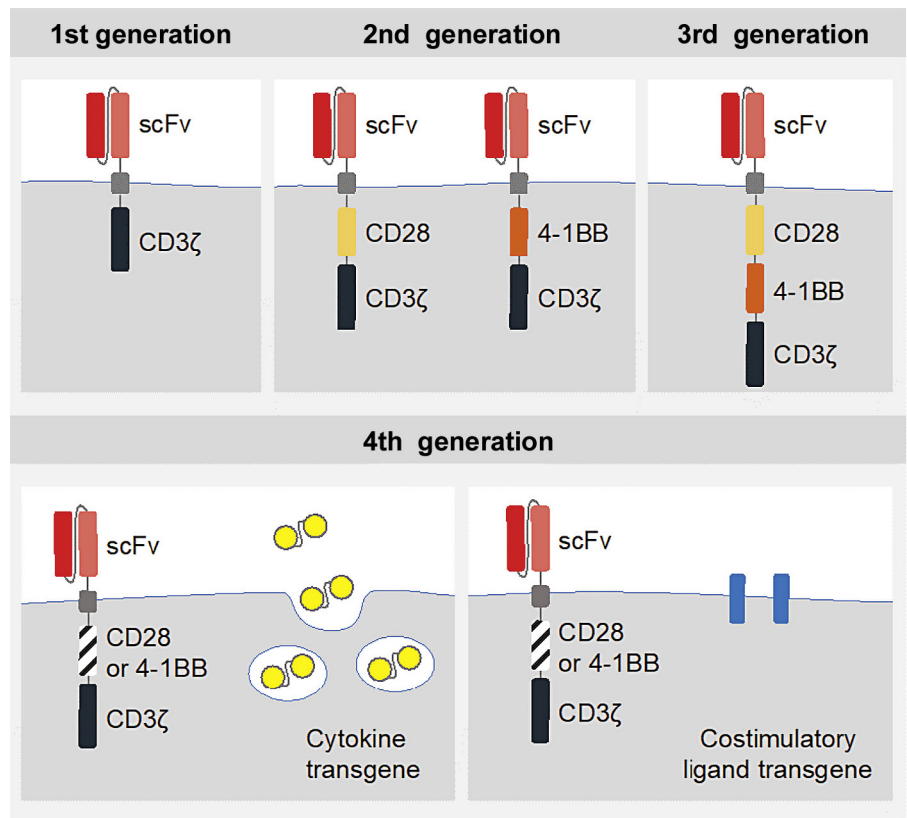 1st generation
2nd generation
3rd generation
scFv
scFv
scFv
scFv
CD3ζ
CD28
4-1BB
CD28
CD3ζ
CD3ζ
4-1BB
CD3ζ
4th generation
scFv
scFv
CD28
or 4-1BB
CD3ζ
Cytokine
transgene
CD28
or 4-1BB
CD3ζ
Costimulatory
ligand transgene